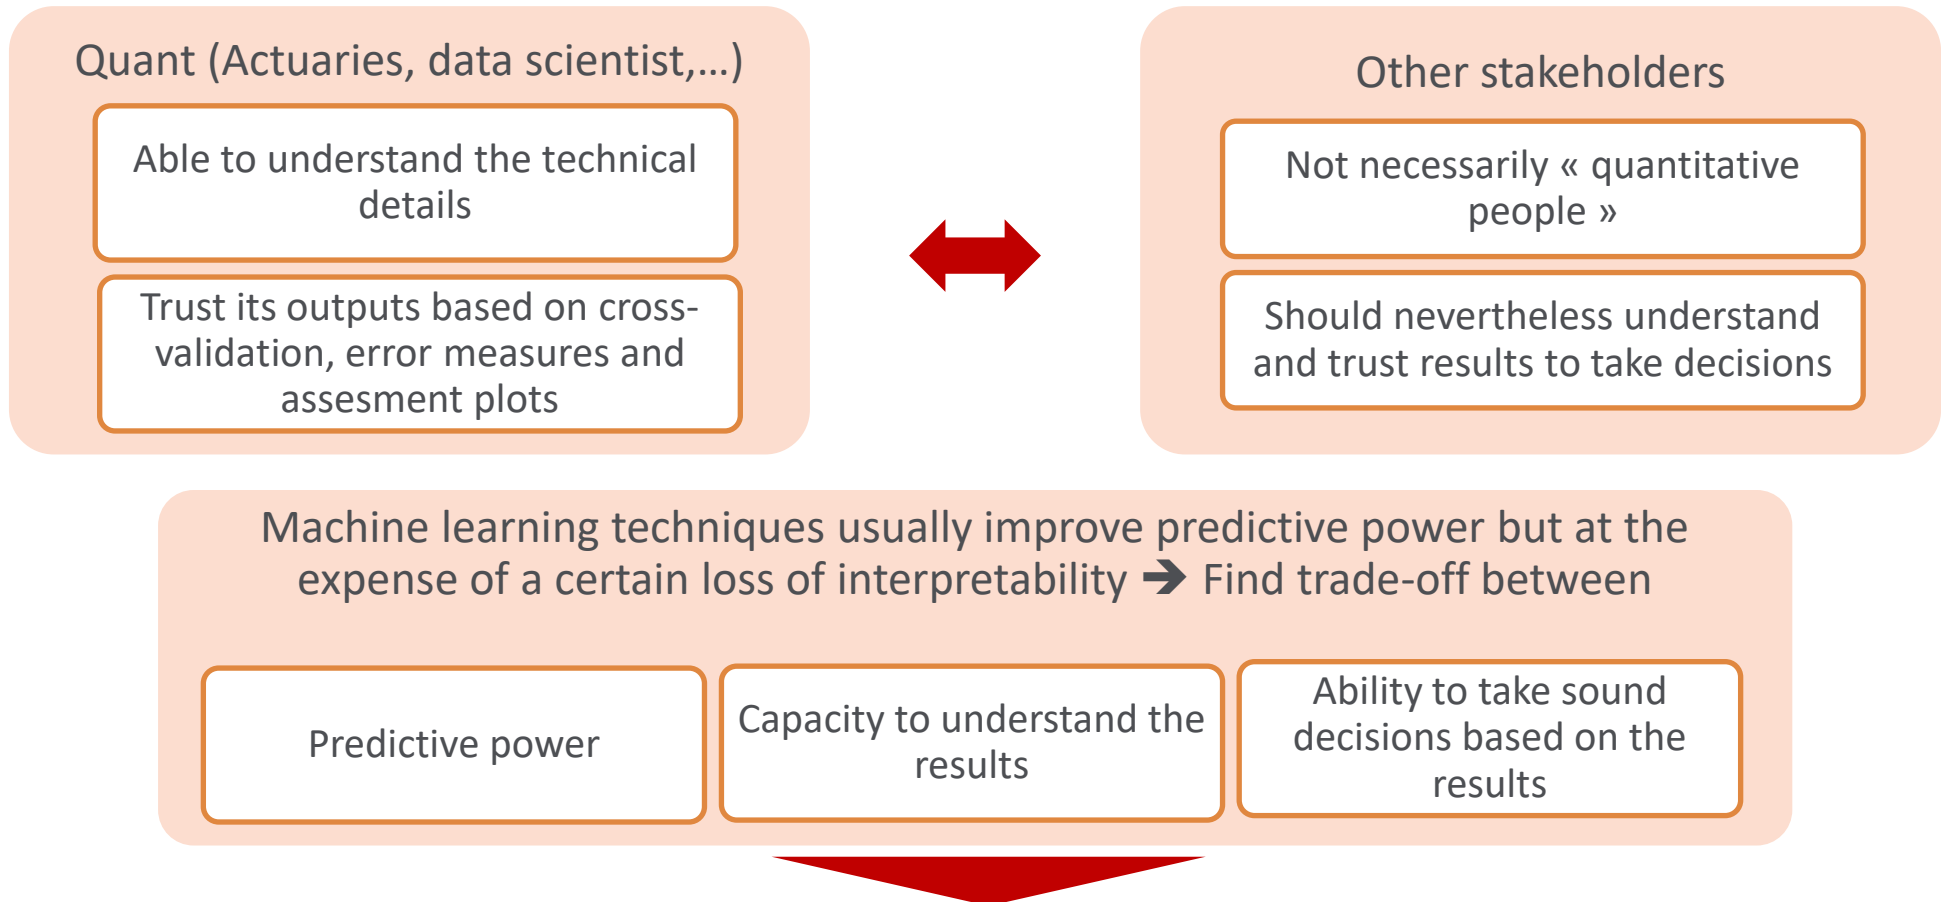 Quant (Actuaries, data scientist,…)
Able to understand the technical
details
Trust its outputs based on cross-
validation, error measures and
assesment plots
Other stakeholders
Not necessarily « quantitative
people »
Should nevertheless understand
and trust results to take decisions
Machine learning techniques usually improve predictive power but at the
expense of a certain loss of interpretability ➔ Find trade-off between
Predictive power
Capacity to understand the
results
Ability to take sound
decisions based on the
results